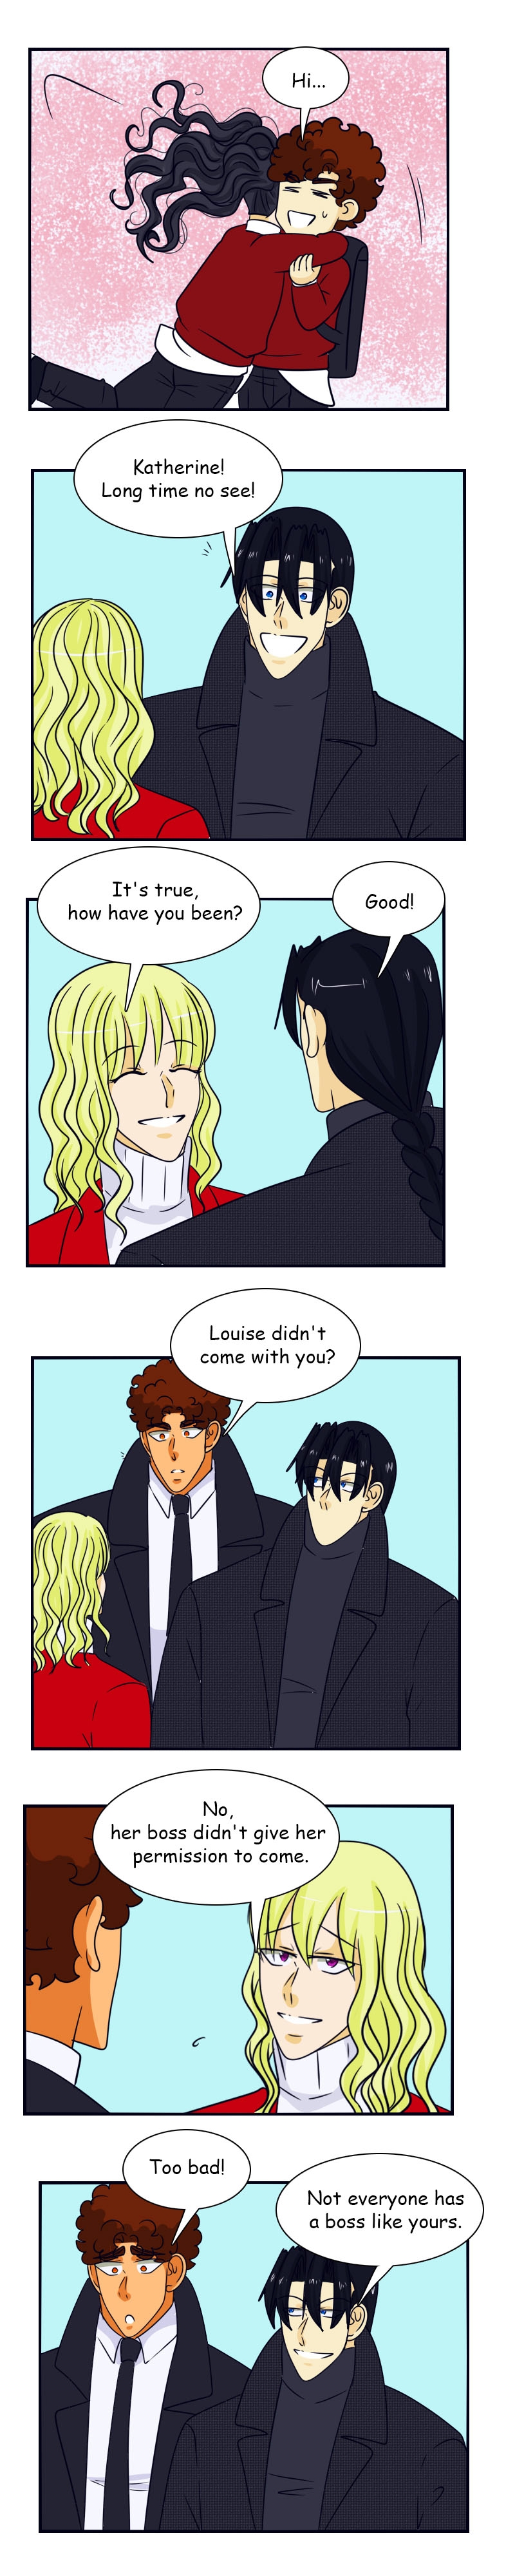 Hi...
Katherine!
Long time no see!
It's true,
how have you been?
Good!
Louise didn't
come with you?
No,
her boss didn't give her
permission to come.
Too bad!
Not everyone has
a boss like yours.